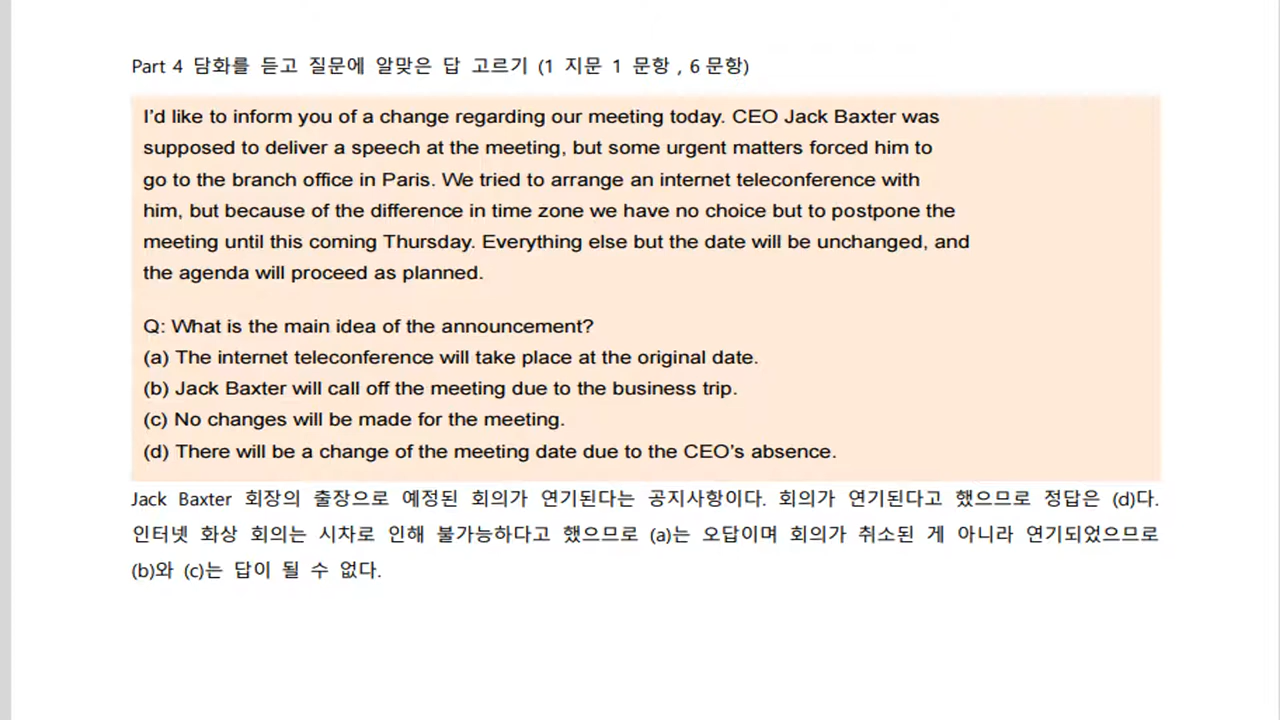 Part 4 담화를 듣고 질문에 알맞은 답 고르기 (1 지문 1 문항 , 6 문항)
I'd like to inform you of a change regarding our meeting today. CEO Jack Baxter was
supposed to deliver a speech at the meeting, but some urgent matters forced him to
go to the branch office in Paris. We tried to arrange an internet teleconference with
him, but because of the difference in time zone we have no choice but to postpone the
meeting until this coming Thursday. Everything else but the date will be unchanged, and
the agenda will proceed as planned.
Q: What is the main idea of the announcement?
(a) The internet teleconference will take place at the original date.
(b) Jack Baxter will call off the meeting due to the business trip.
(c) No changes will be made for the meeting.
(d) There will be a change of the meeting date due to the CEO's absence.
Jack Baxter 회장의 출장으로 예정된 회의가 연기된다는 공지사항이다. 회의가 연기된다고 했으므로 정답은 (d)다.
인터넷 화상 회의는 시차로 인해 불가능하다고 했으므로 (a)는 오답이며 회의가 취소된 게 아니라 연기되었으므로
(b)와 (c)는 답이 될 수 없다.